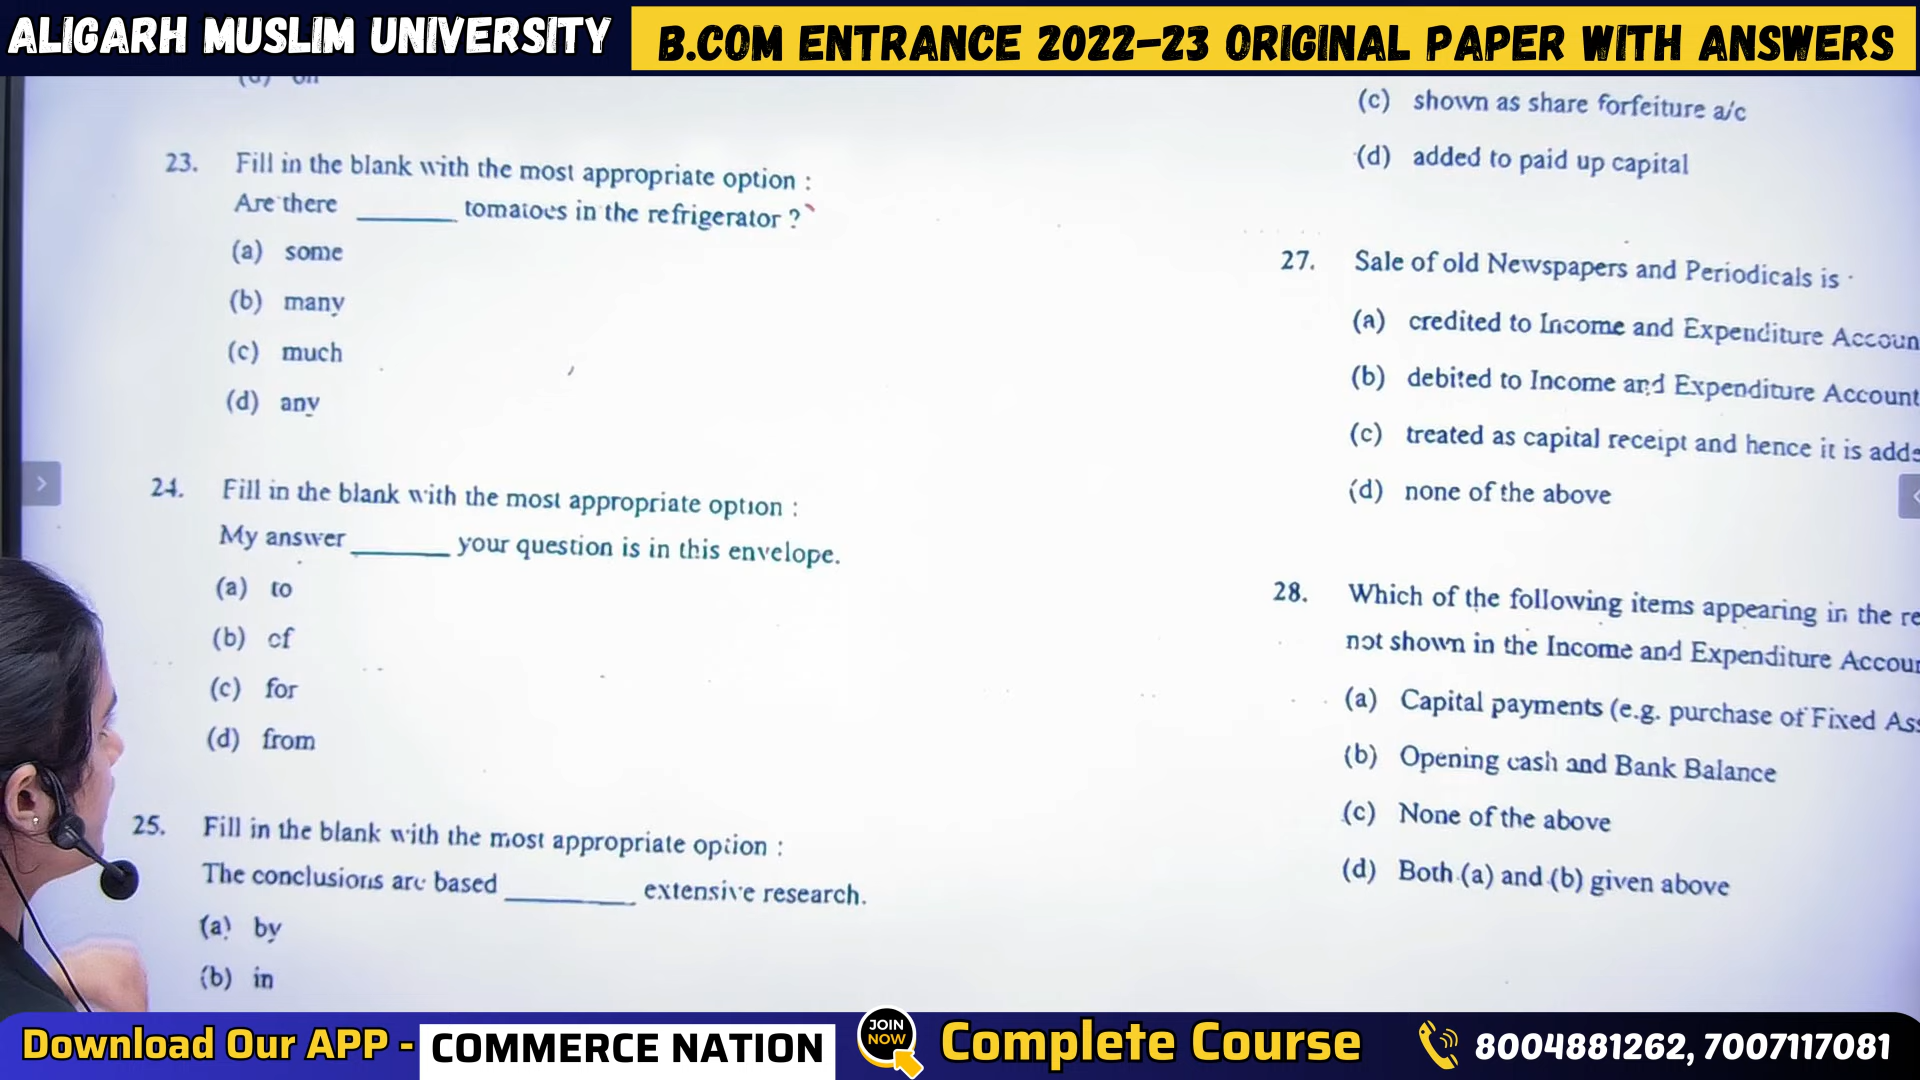 ALIGARH MUSLIM UNIVERSITY
B.COM ENTRANCE 2022-23 ORIGINAL PAPER WITH ANSWERS
23. Fill in the blank with the most appropriate option :
Are there ______ tomatoes in the refrigerator ?
(a) some
(b) many
(c) much
(d) any
24. Fill in the blank with the most appropriate option :
My answer ______ your question is in this envelope.
(a) to
(b) of
(c) for
(d) from
25. Fill in the blank with the most appropriate option :
The conclusions are based ______ extensive research.
(a) by
(b) in
(c) shown as share forfeiture a/c
(d) added to paid up capital
27. Sale of old Newspapers and Periodicals is
(a) credited to Income and Expenditure
(b) debited to Income and Expenditure Account
(c) treated as capital receipt and hence it is
(d) none of the above
28. Which of the following items appearing in the
not shown in the Income and Expenditure
(a) Capital payments (e.g. purchase of Fixed
(b) Opening cash and Bank Balance
(c) None of the above
(d) Both (a) and (b) given above
Download Our APP - COMMERCE NATION
JOIN
NOW
Complete Course
8004881262, 7007117081